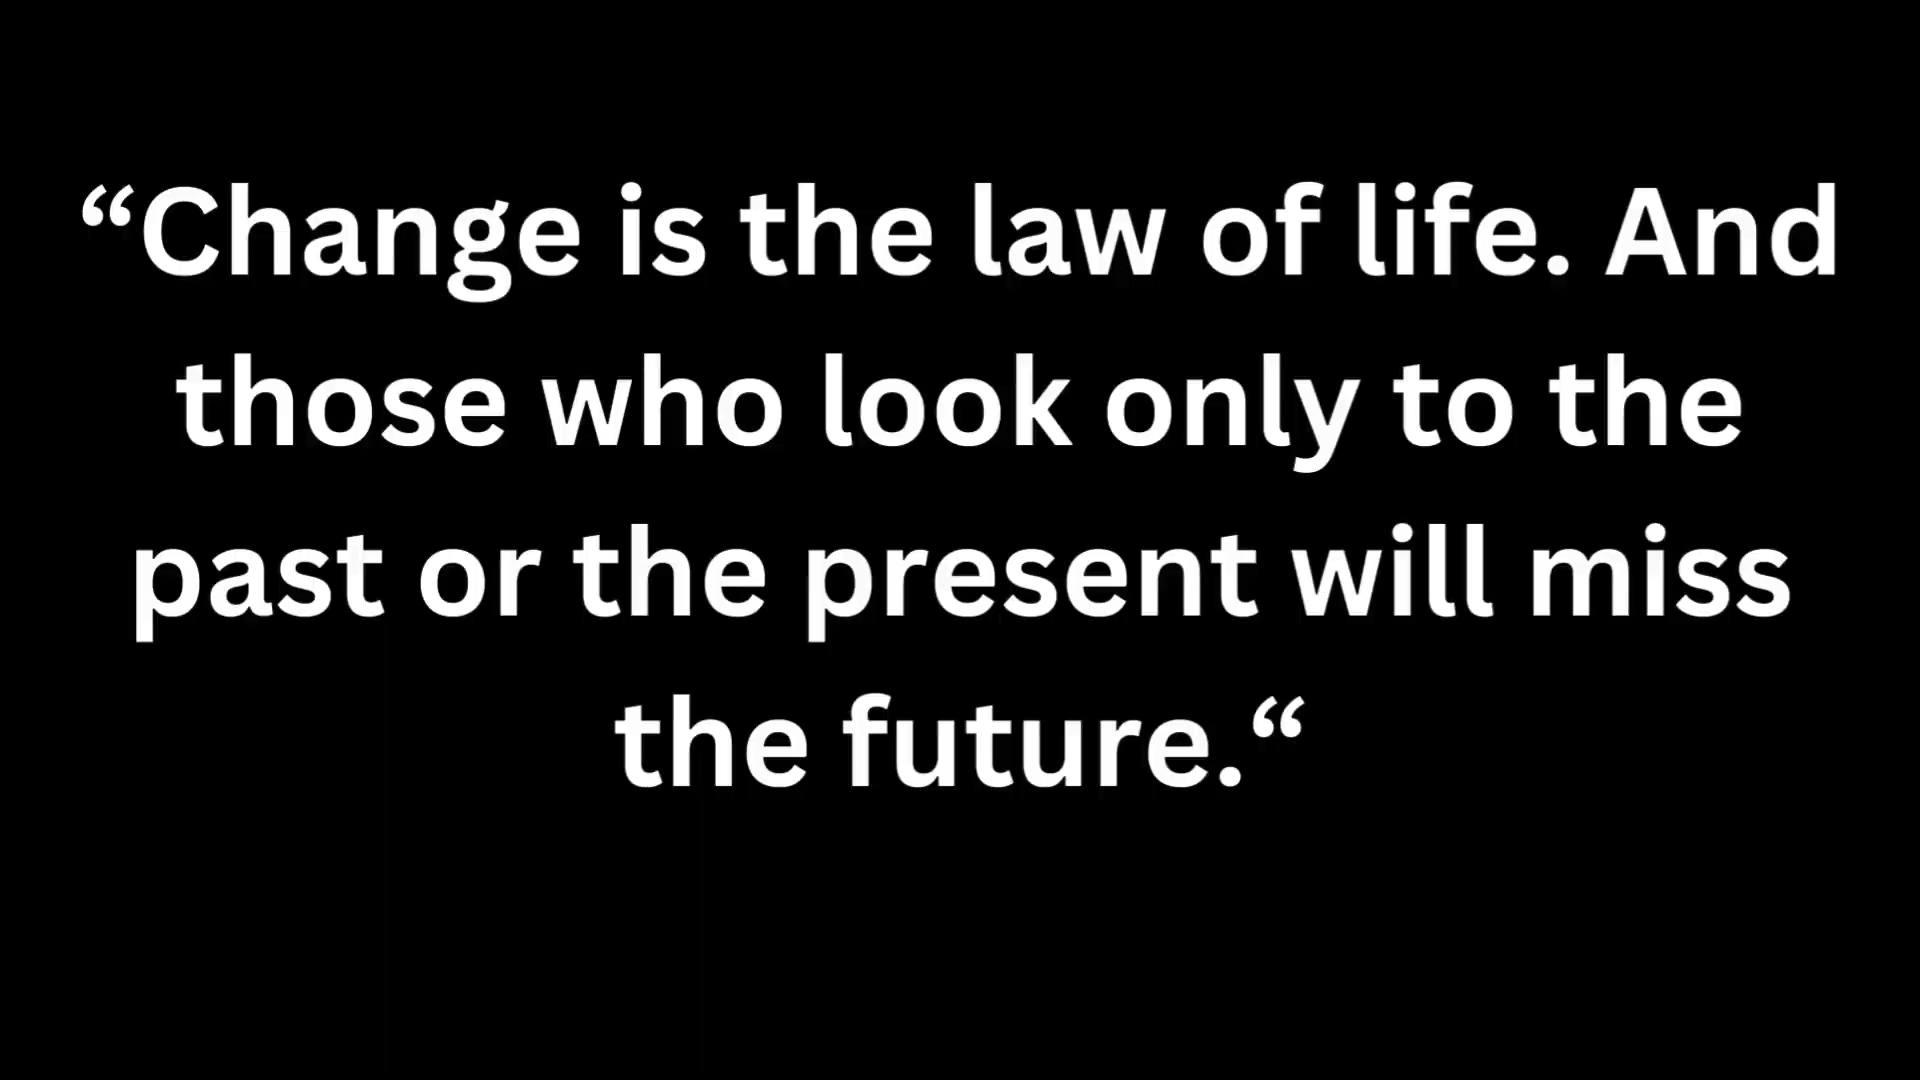 “Change is the law of life. And
those who look only to the
past or the present will miss
the future.“